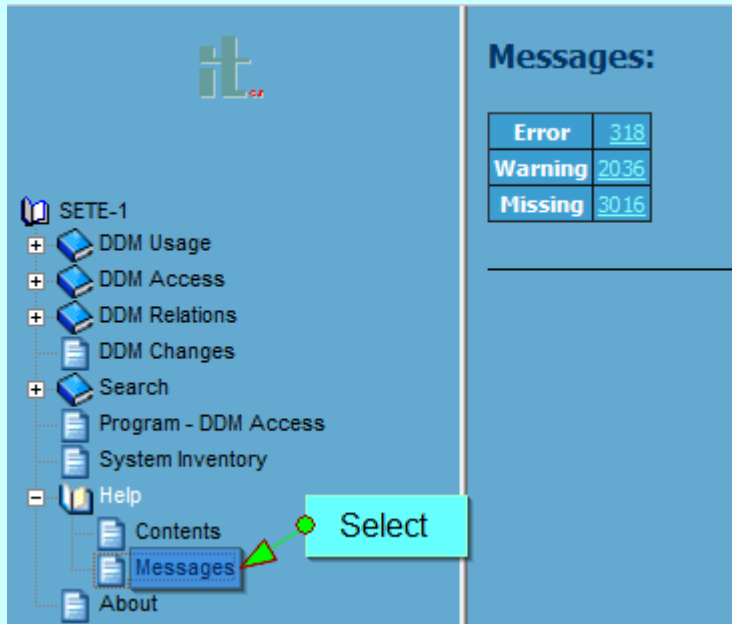 it.
SETE-1
DDM Usage
DDM Access
DDM Relations
DDM Changes
Search
Program - DDM Access
System Inventory
Help
Contents
Messages
About
Select
Messages:
Error 318
Warning 2036
Missing 3016